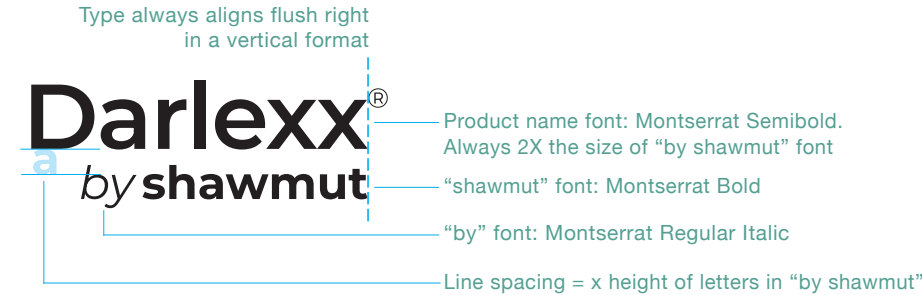 Type always aligns flush right
in a vertical format
Darlexx®
a
by shawmut
Product name font: Montserrat Semibold.
Always 2X the size of “by shawmut” font
“shawmut” font: Montserrat Bold
“by” font: Montserrat Regular Italic
Line spacing = x height of letters in “by shawmut”